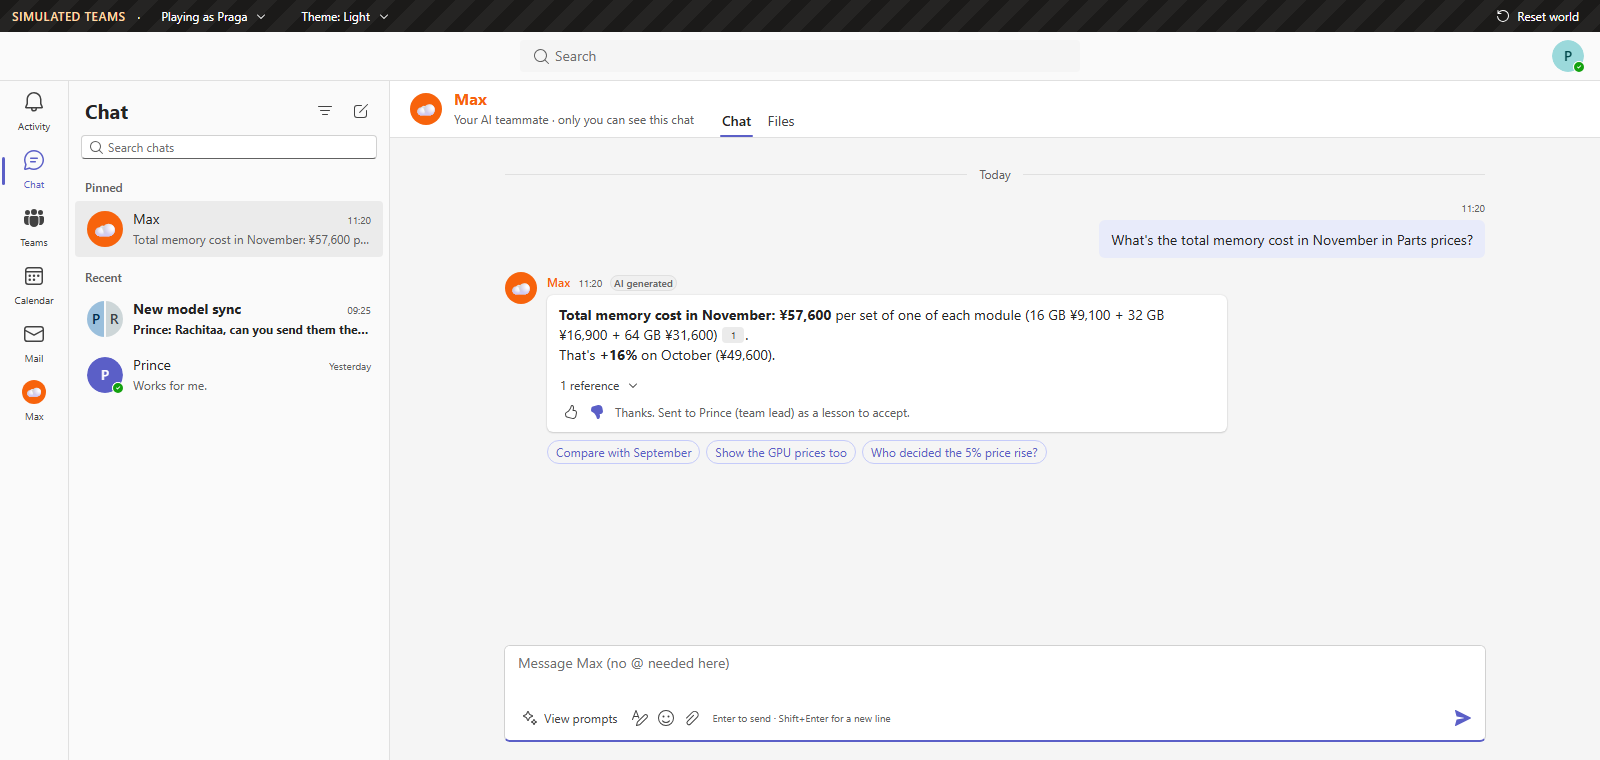 SIMULATED TEAMS · Playing as Praga Theme: Light Reset world
Search
P
Activity
Chat
Teams
Calendar
Mail
Max
Chat
Search chats
Pinned
Max 11:20
Total memory cost in November: ¥57,600 p...
Recent
P R
New model sync 09:25
Prince: Rachitaa, can you send them the...
P
Prince Yesterday
Works for me.
Max
Your AI teammate · only you can see this chat
Chat Files
Today
11:20
What's the total memory cost in November in Parts prices?
Max 11:20 AI generated
Total memory cost in November: ¥57,600 per set of one of each module (16 GB ¥9,100 + 32 GB
¥16,900 + 64 GB ¥31,600) 1 .
That's +16% on October (¥49,600).
1 reference
Thanks. Sent to Prince (team lead) as a lesson to accept.
Compare with September Show the GPU prices too Who decided the 5% price rise?
Message Max (no @ needed here)
View prompts Enter to send · Shift+Enter for a new line